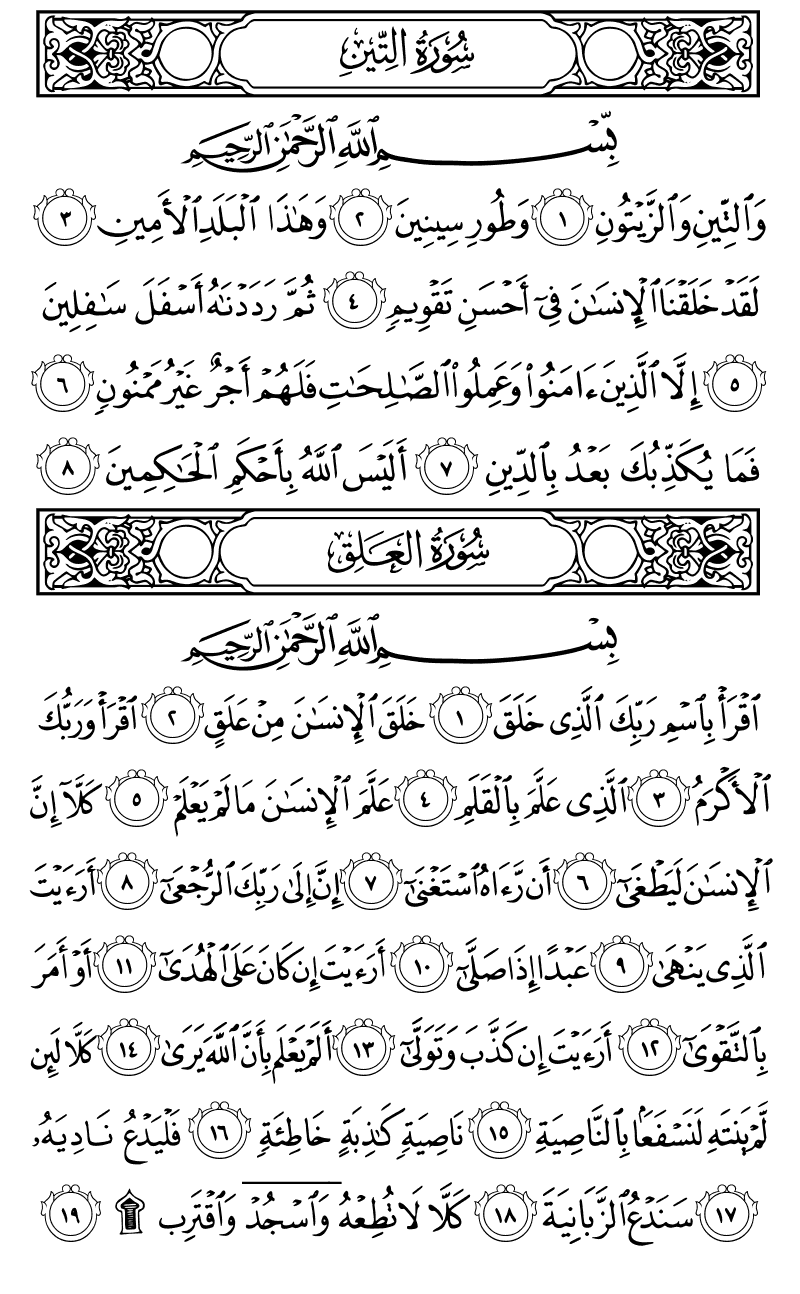 سُورَةُ التِّينِ
بِّسْمِ ٱللَّهِ ٱلرَّحْمَٰنِ ٱلرَّحِيمِ
وَٱلتِّينِ وَٱلزَّيْتُونِ ١ وَطُورِ سِينِينَ ٢ وَهَٰذَا ٱلْبَلَدِ ٱلْأَمِينِ ٣
لَقَدْ خَلَقْنَا ٱلْإِنسَٰنَ فِىٓ أَحْسَنِ تَقْوِيمٍ ٤ ثُمَّ رَدَدْنَٰهُ أَسْفَلَ سَٰفِلِينَ
٥ إِلَّا ٱلَّذِينَ ءَامَنُوا۟ وَعَمِلُوا۟ ٱلصَّٰلِحَٰتِ فَلَهُمْ أَجْرٌ غَيْرُ مَمْنُونٍ ٦
فَمَا يُكَذِّبُكَ بَعْدُ بِٱلدِّينِ ٧ أَلَيْسَ ٱللَّهُ بِأَحْكَمِ ٱلْحَٰكِمِينَ ٨
سُورَةُ العَلَقِ
بِسْمِ ٱللَّهِ ٱلرَّحْمَٰنِ ٱلرَّحِيمِ
ٱقْرَأْ بِٱسْمِ رَبِّكَ ٱلَّذِى خَلَقَ ١ خَلَقَ ٱلْإِنسَٰنَ مِنْ عَلَقٍ ٢ ٱقْرَأْ وَرَبُّكَ
ٱلْأَكْرَمُ ٣ ٱلَّذِى عَلَّمَ بِٱلْقَلَمِ ٤ عَلَّمَ ٱلْإِنسَٰنَ مَا لَمْ يَعْلَمْ ٥ كَلَّآ إِنَّ
ٱلْإِنسَٰنَ لَيَطْغَىٰٓ ٦ أَن رَّءَاهُ ٱسْتَغْنَىٰٓ ٧ إِنَّ إِلَىٰ رَبِّكَ ٱلرُّجْعَىٰٓ ٨ أَرَءَيْتَ
ٱلَّذِى يَنْهَىٰ ٩ عَبْدًا إِذَا صَلَّىٰٓ ١٠ أَرَءَيْتَ إِن كَانَ عَلَى ٱلْهُدَىٰٓ ١١ أَوْ أَمَرَ
بِٱلتَّقْوَىٰٓ ١٢ أَرَءَيْتَ إِن كَذَّبَ وَتَوَلَّىٰٓ ١٣ أَلَمْ يَعْلَم بِأَنَّ ٱللَّهَ يَرَىٰ ١٤ كَلَّا لَئِن
لَّمْ يَنتَهِ لَنَسْفَعًۢا بِٱلنَّاصِيَةِ ١٥ نَاصِيَةٍ كَٰذِبَةٍ خَاطِئَةٍ ١٦ فَلْيَدْعُ نَادِيَهُۥ
١٧ سَنَدْعُ ٱلزَّبَانِيَةَ ١٨ كَلَّا لَا تُطِعْهُ وَٱسْجُدْ وَٱقْتَرِب ۩ ١٩